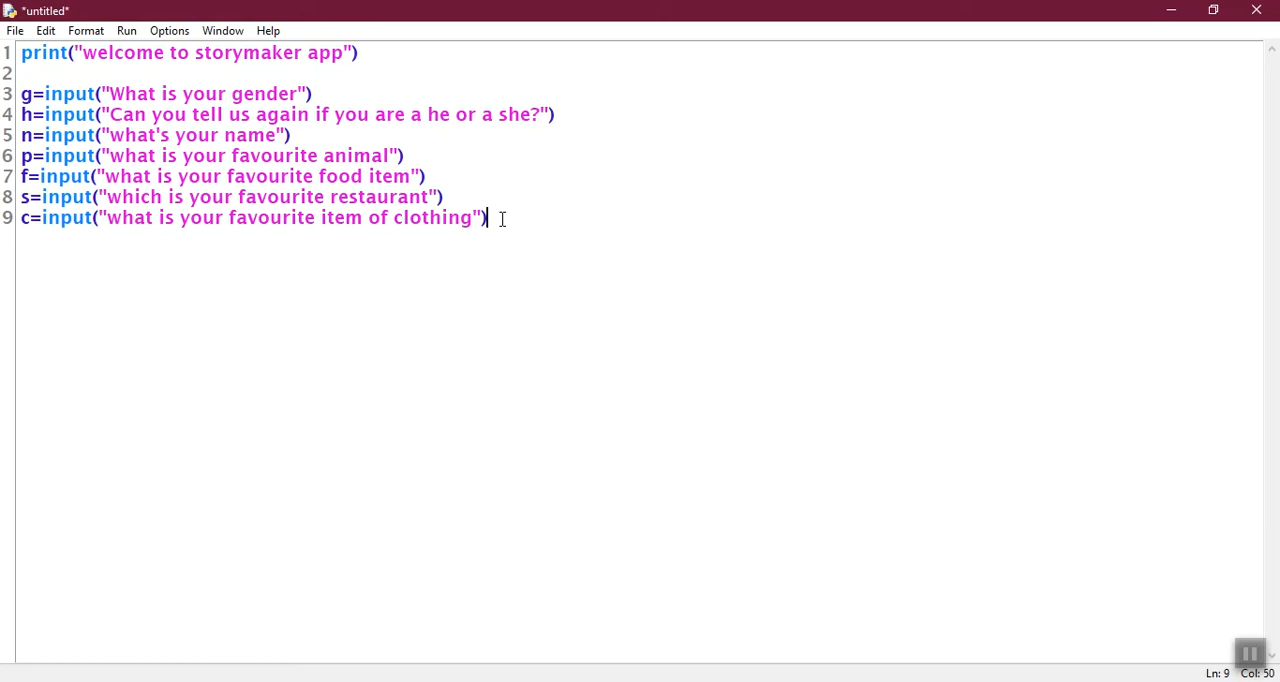 *untitled*
File Edit Format Run Options Window Help
1 print("welcome to storymaker app")
2
3 g=input("What is your gender")
4 h=input("Can you tell us again if you are a he or a she?")
5 n=input("what's your name")
6 p=input("what is your favourite animal")
7 f=input("what is your favourite food item")
8 s=input("which is your favourite restaurant")
9 c=input("what is your favourite item of clothing")
Ln: 9 Col: 50